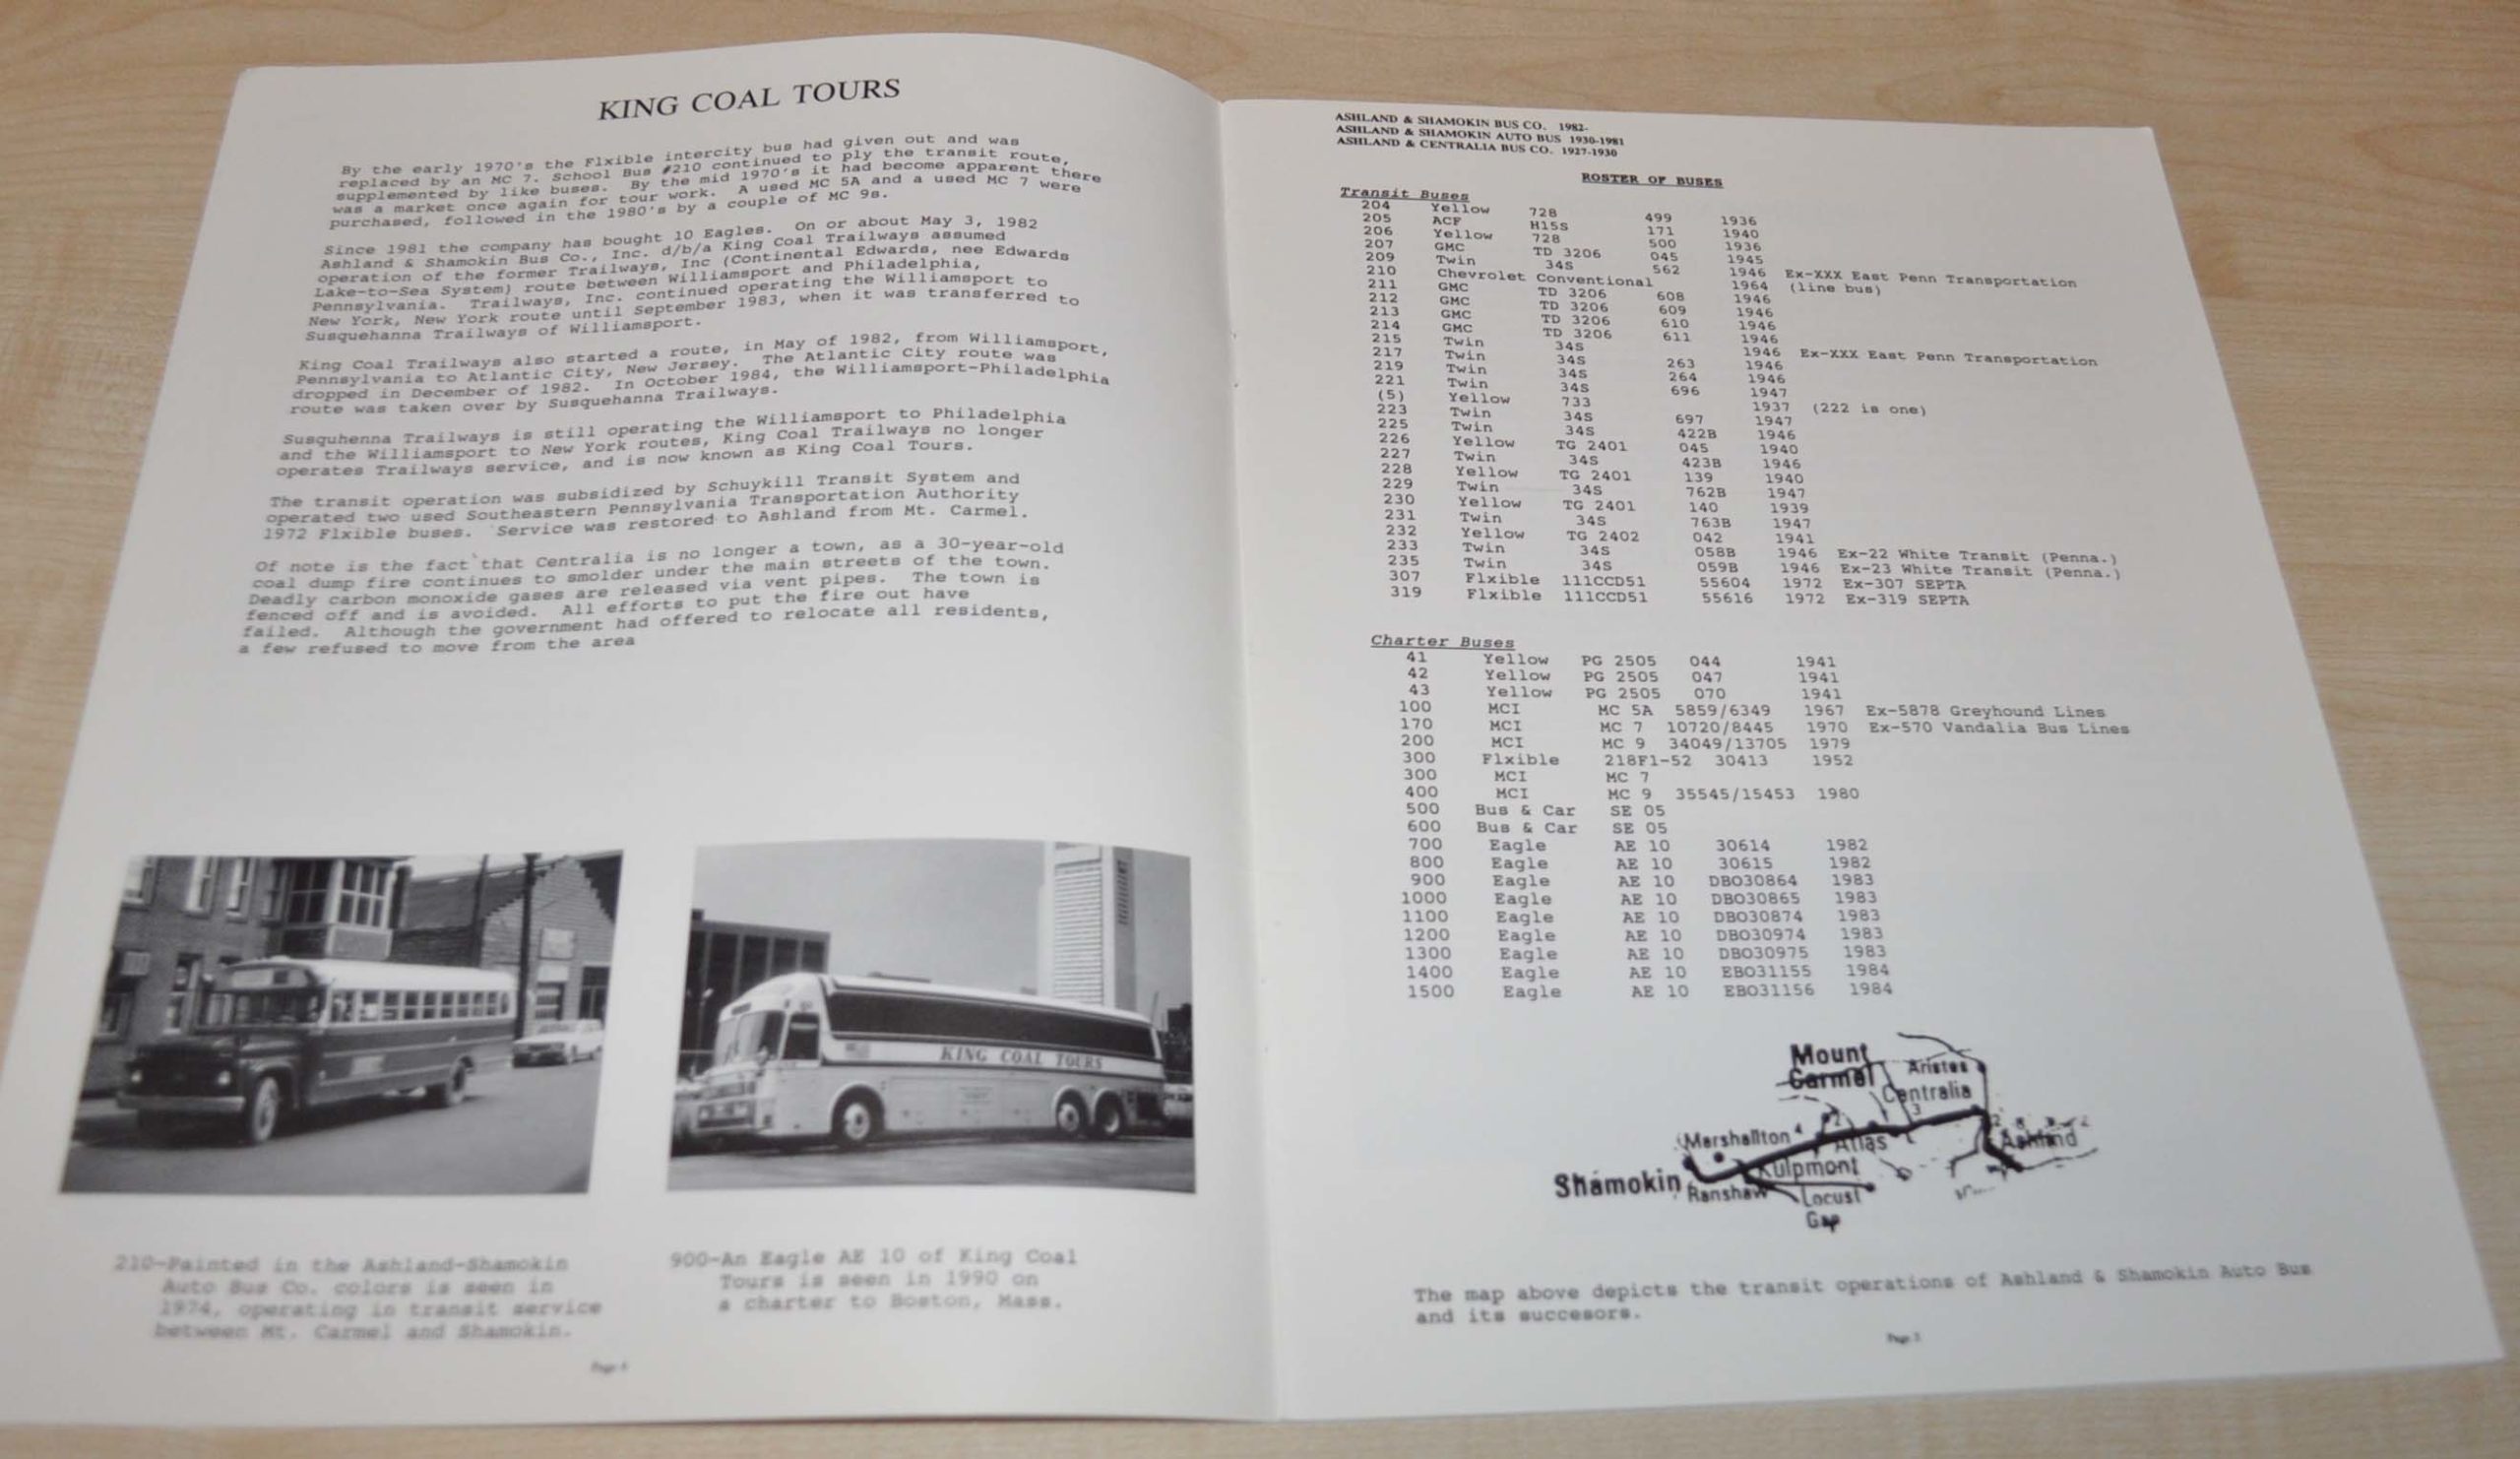 KING COAL TOURS
By the early 1970's the Flxible intercity bus had given out and was
replaced by an MC 7. School Bus #210 continued to ply the transit route,
supplemented by like buses. By the mid 1970's it had become apparent there
was a market once again for tour work. A used MC 5A and a used MC 7 were
purchased, followed in the 1980's by a couple of MC 9s.
Since 1981 the company has bought 10 Eagles. On or about May 3, 1982
Ashland & Shamokin Bus Co., Inc. d/b/a King Coal Trailways assumed
operation of the former Trailways, Inc (Continental Edwards, nee Edwards
Lake-to-Sea System) route between Williamsport and Philadelphia,
Pennsylvania. Trailways, Inc. continued operating the Williamsport to
New York, New York route until September 1983, when it was transferred to
Susquehanna Trailways of Williamsport.
King Coal Trailways also started a route, in May of 1982, from Williamsport,
Pennsylvania to Atlantic City, New Jersey. The Atlantic City route was
dropped in December of 1982. In October 1984, the Williamsport-Philadelphia
route was taken over by Susquehanna Trailways.
Susquhenna Trailways is still operating the Williamsport to Philadelphia
and the Williamsport to New York routes, King Coal Trailways no longer
operates Trailways service, and is now known as King Coal Tours.
The transit operation was subsidized by Schuykill Transit System and
operated two used Southeastern Pennsylvania Transportation Authority
1972 Flxible buses. Service was restored to Ashland from Mt. Carmel.
Of note is the fact that Centralia is no longer a town, as a 30-year-old
coal dump fire continues to smolder under the main streets of the town.
Deadly carbon monoxide gases are released via vent pipes. The town is
fenced off and is avoided. All efforts to put the fire out have
failed. Although the government had offered to relocate all residents,
a few refused to move from the area
KING COAL TOURS
210-Painted in the Ashland-Shamokin
Auto Bus Co. colors is seen in
1974, operating in transit service
between Mt. Carmel and Shamokin.
900-An Eagle AE 10 of King Coal
Tours is seen in 1990 on
a charter to Boston, Mass.
Page 4
ASHLAND & SHAMOKIN BUS CO. 1982-
ASHLAND & SHAMOKIN AUTO BUS 1930-1981
ASHLAND & CENTRALIA BUS CO. 1927-1930
ROSTER OF BUSES
Transit Buses
204 Yellow 728 499 1936
205 ACF H15S 171 1940
206 Yellow 728 500 1936
207 GMC TD 3206 045 1945
209 Twin 34S 562 1946 Ex-XXX East Penn Transportation
210 Chevrolet Conventional 1964 (line bus)
211 GMC TD 3206 608 1946
212 GMC TD 3206 609 1946
213 GMC TD 3206 610 1946
214 GMC TD 3206 611 1946
215 Twin 34S 1946 Ex-XXX East Penn Transportation
217 Twin 34S 263 1946
219 Twin 34S 264 1946
221 Twin 34S 696 1947
(5) Yellow 733 1937 (222 is one)
223 Twin 34S 697 1947
225 Twin 34S 422B 1946
226 Yellow TG 2401 045 1940
227 Twin 34S 423B 1946
228 Yellow TG 2401 139 1940
229 Twin 34S 762B 1947
230 Yellow TG 2401 140 1939
231 Twin 34S 763B 1947
232 Yellow TG 2402 042 1941
233 Twin 34S 058B 1946 Ex-22 White Transit (Penna.)
235 Twin 34S 059B 1946 Ex-23 White Transit (Penna.)
307 Flxible 111CCD51 55604 1972 Ex-307 SEPTA
319 Flxible 111CCD51 55616 1972 Ex-319 SEPTA
Charter Buses
41 Yellow PG 2505 044 1941
42 Yellow PG 2505 047 1941
43 Yellow PG 2505 070 1941
100 MCI MC 5A 5859/6349 1967 Ex-5878 Greyhound Lines
170 MCI MC 7 10720/8445 1970 Ex-570 Vandalia Bus Lines
200 MCI MC 9 34049/13705 1979
300 Flxible 218F1-52 30413 1952
300 MCI MC 7
400 MCI MC 9 35545/15453 1980
500 Bus & Car SE 05
600 Bus & Car SE 05
700 Eagle AE 10 30614 1982
800 Eagle AE 10 30615 1982
900 Eagle AE 10 DBO30864 1983
1000 Eagle AE 10 DBO30865 1983
1100 Eagle AE 10 DBO30874 1983
1200 Eagle AE 10 DBO30974 1983
1300 Eagle AE 10 DBO30975 1983
1400 Eagle AE 10 EBO31155 1984
1500 Eagle AE 10 EBO31156 1984
Mount
Carmel
Aristes
Centralia
3
2
Marshallton 4
Atlas
Ashland
Kulpmont
Shamokin
Ranshaw
Locust
Gap
The map above depicts the transit operations of Ashland & Shamokin Auto Bus
and its succesors.